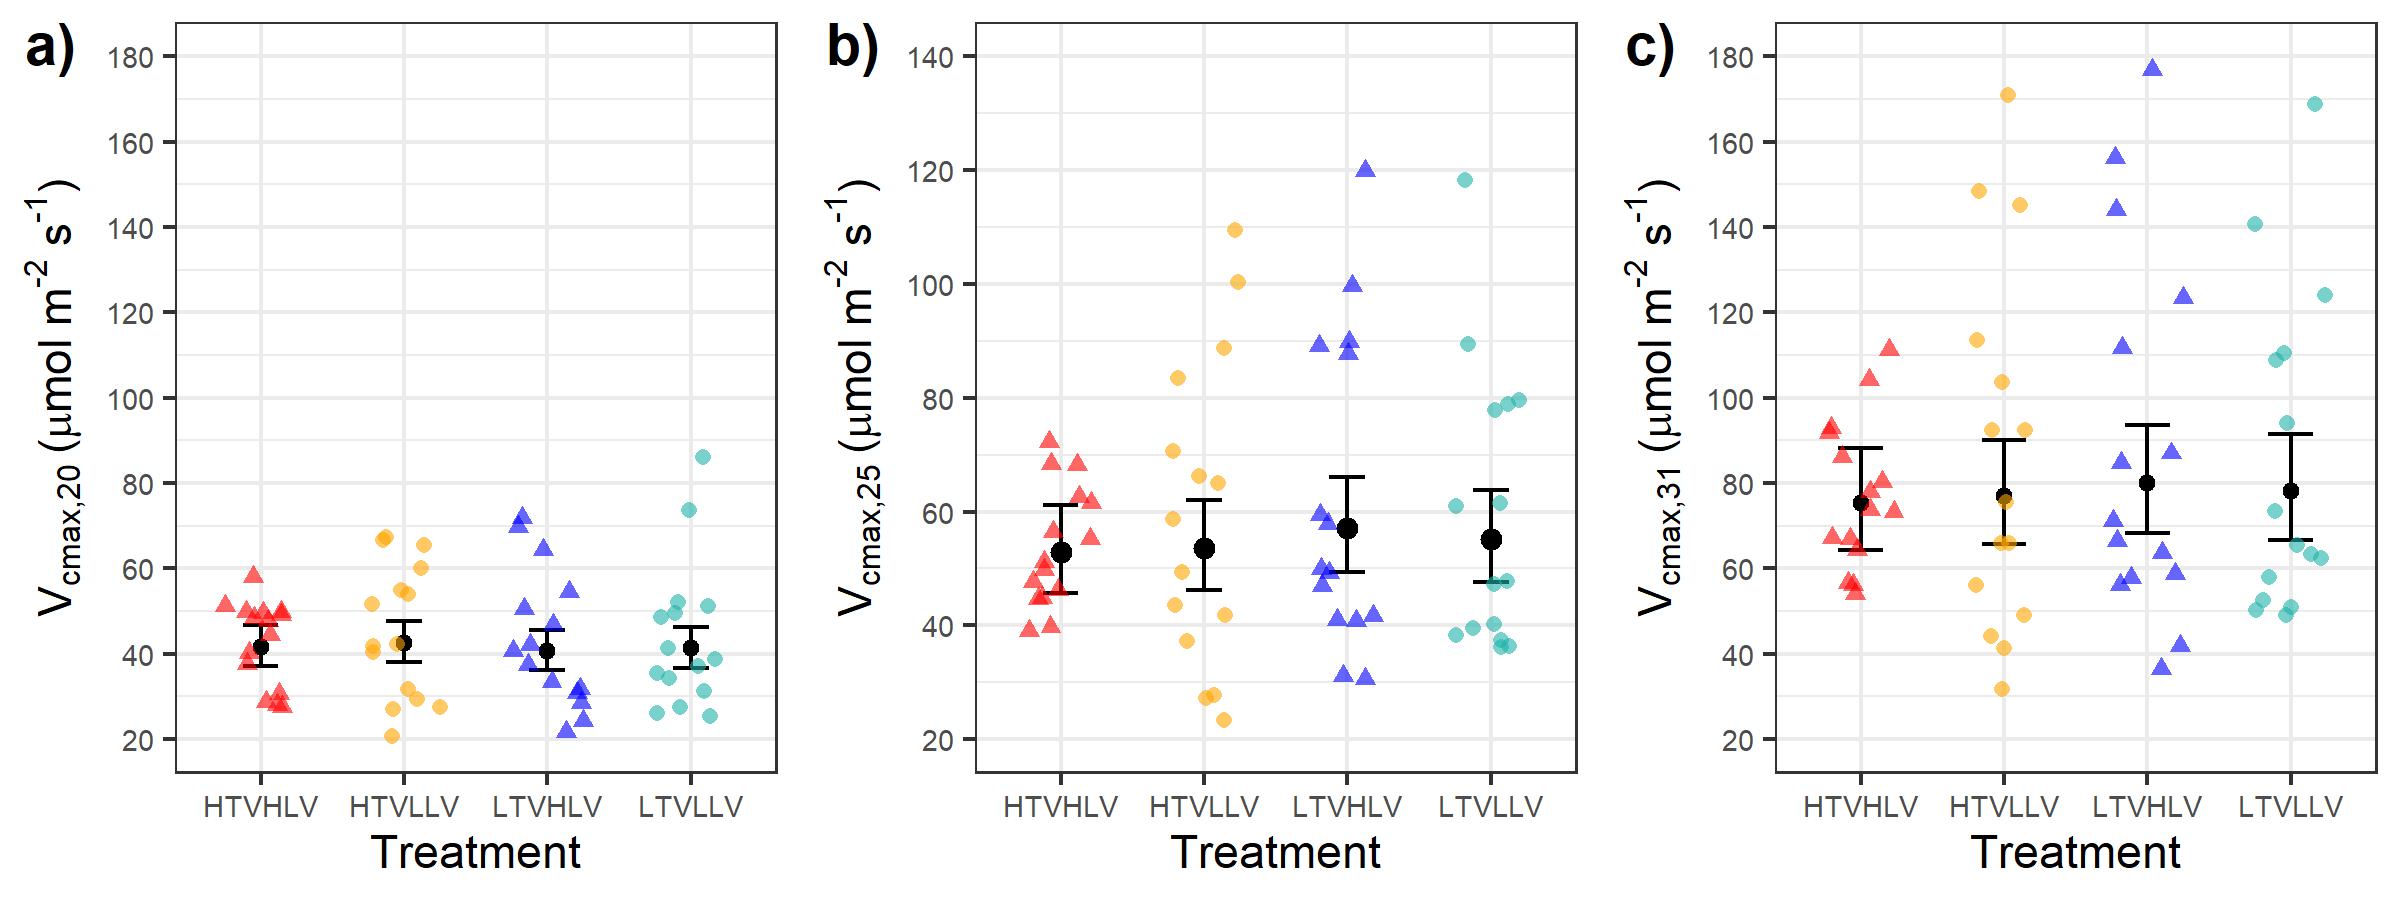 a)
180
160
140
120
100
80
60
40
20
Vcmax,20 (μmol m-2 s-1)
HTVHLV HTVLLV LTVHLV LTVLLV
Treatment
b)
140
120
100
80
60
40
20
Vcmax,25 (μmol m-2 s-1)
HTVHLV HTVLLV LTVHLV LTVLLV
Treatment
c)
180
160
140
120
100
80
60
40
20
Vcmax,31 (μmol m-2 s-1)
HTVHLV HTVLLV LTVHLV LTVLLV
Treatment